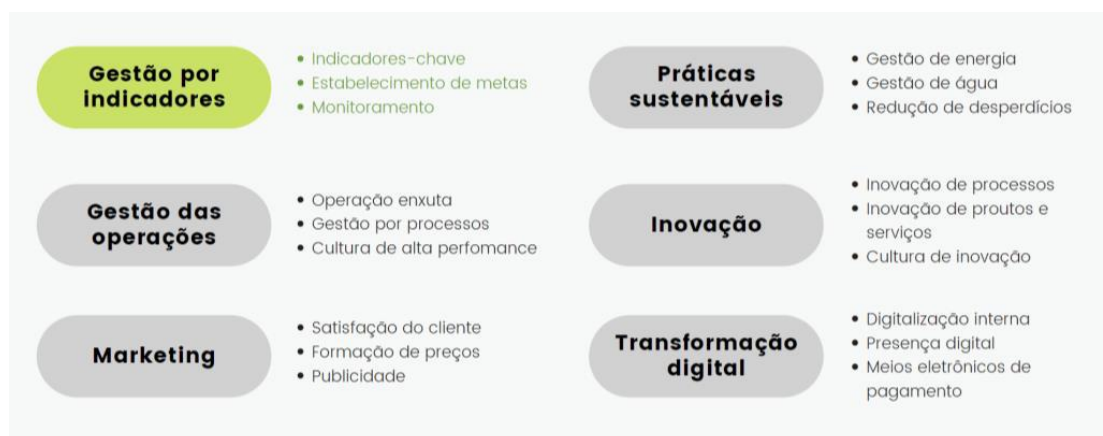 Gestão por
indicadores
• Indicadores-chave
• Estabelecimento de metas
• Monitoramento
Práticas
sustentáveis
• Gestão de energia
• Gestão de água
• Redução de desperdícios
Gestão das
operações
• Operação enxuta
• Gestão por processos
• Cultura de alta perfomance
Inovação
• Inovação de processos
• Inovação de proutos e
serviços
• Cultura de inovação
Marketing
• Satisfação do cliente
• Formação de preços
• Publicidade
Transformação
digital
• Digitalização interna
• Presença digital
• Meios eletrônicos de
pagamento